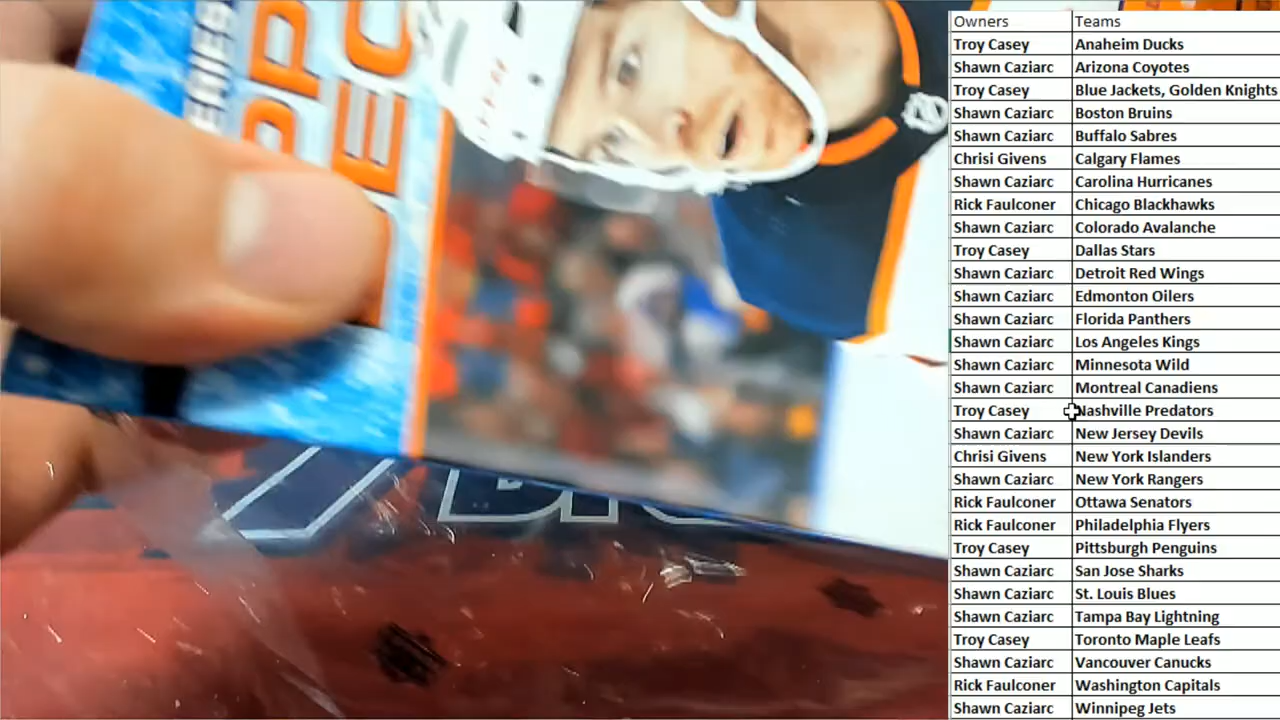 Owners Teams
Troy Casey Anaheim Ducks
Shawn Caziarc Arizona Coyotes
Troy Casey Blue Jackets, Golden Knights
Shawn Caziarc Boston Bruins
Shawn Caziarc Buffalo Sabres
Chrisi Givens Calgary Flames
Shawn Caziarc Carolina Hurricanes
Rick Faulconer Chicago Blackhawks
Shawn Caziarc Colorado Avalanche
Troy Casey Dallas Stars
Shawn Caziarc Detroit Red Wings
Shawn Caziarc Edmonton Oilers
Shawn Caziarc Florida Panthers
Shawn Caziarc Los Angeles Kings
Shawn Caziarc Minnesota Wild
Shawn Caziarc Montreal Canadiens
Troy Casey Nashville Predators
Shawn Caziarc New Jersey Devils
Chrisi Givens New York Islanders
Shawn Caziarc New York Rangers
Rick Faulconer Ottawa Senators
Rick Faulconer Philadelphia Flyers
Troy Casey Pittsburgh Penguins
Shawn Caziarc San Jose Sharks
Shawn Caziarc St. Louis Blues
Shawn Caziarc Tampa Bay Lightning
Troy Casey Toronto Maple Leafs
Shawn Caziarc Vancouver Canucks
Rick Faulconer Washington Capitals
Shawn Caziarc Winnipeg Jets